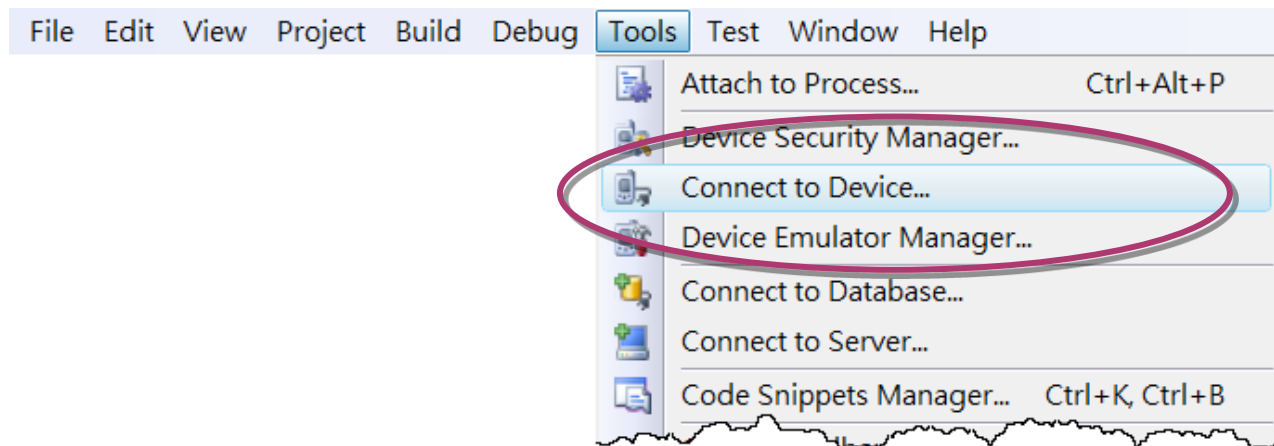 File Edit View Project Build Debug Tools Test Window Help
Attach to Process... Ctrl+Alt+P
Device Security Manager...
Connect to Device...
Device Emulator Manager...
Connect to Database...
Connect to Server...
Code Snippets Manager... Ctrl+K, Ctrl+B